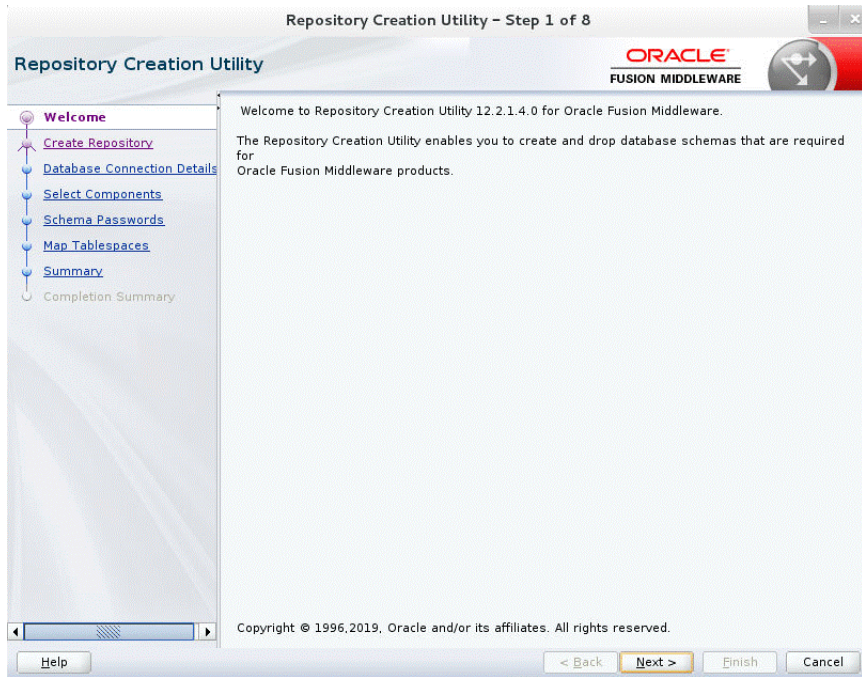 Repository Creation Utility – Step 1 of 8
Repository Creation Utility
ORACLE
FUSION MIDDLEWARE
Welcome
Create Repository
Database Connection Details
Select Components
Schema Passwords
Map Tablespaces
Summary
Completion Summary
Welcome to Repository Creation Utility 12.2.1.4.0 for Oracle Fusion Middleware.
The Repository Creation Utility enables you to create and drop database schemas that are required
for
Oracle Fusion Middleware products.
Copyright © 1996,2019, Oracle and/or its affiliates. All rights reserved.
Help
< Back
Next >
Finish
Cancel